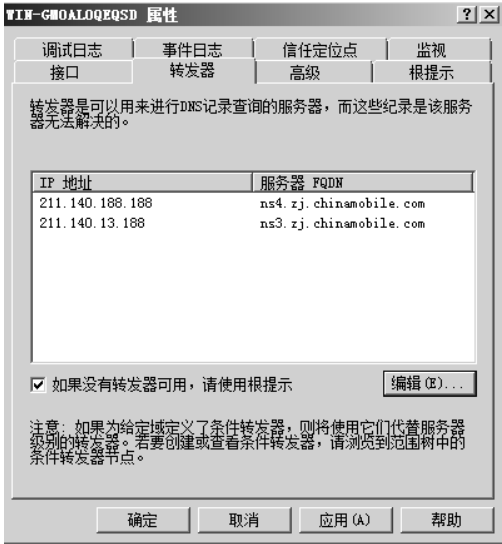 WIN-GMOALOQEQSD 属性
调试日志 事件日志 信任定位点 监视
接口 转发器 高级 根提示
转发器是可以用来进行DNS记录查询的服务器，而这些纪录是该服务
器无法解决的。
IP 地址 服务器 FQDN
211.140.188.188 ns4.zj.chinamobile.com
211.140.13.188 ns3.zj.chinamobile.com
如果没有转发器可用，请使用根提示 编辑(E)...
注意: 如果为给定域定义了条件转发器，则将使用它们代替服务器
级别的转发器。若要创建或查看条件转发器，请浏览到范围树中的
条件转发器节点。
确定 取消 应用(A) 帮助